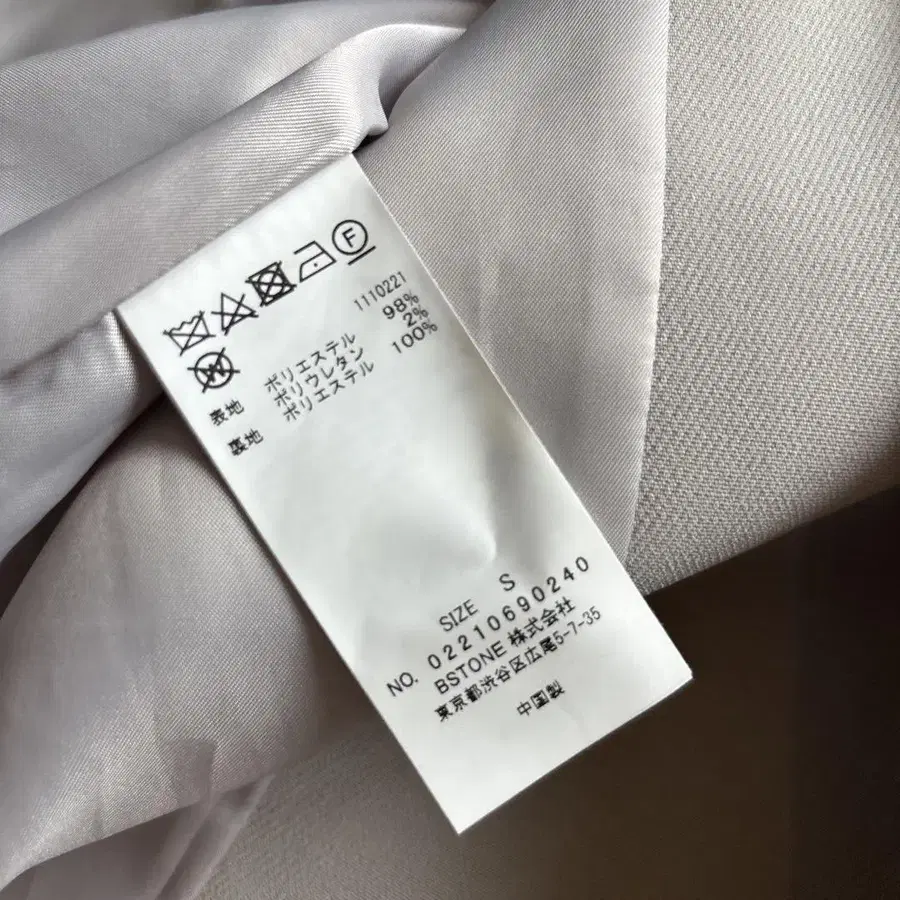 F
W
1110221
表地 ポリエステル 98%
ポリウレタン 2%
裏地 ポリエステル 100%
SIZE S
NO. 02210690240
BSTONE 株式会社
東京都渋谷区広尾5-7-35
中国製